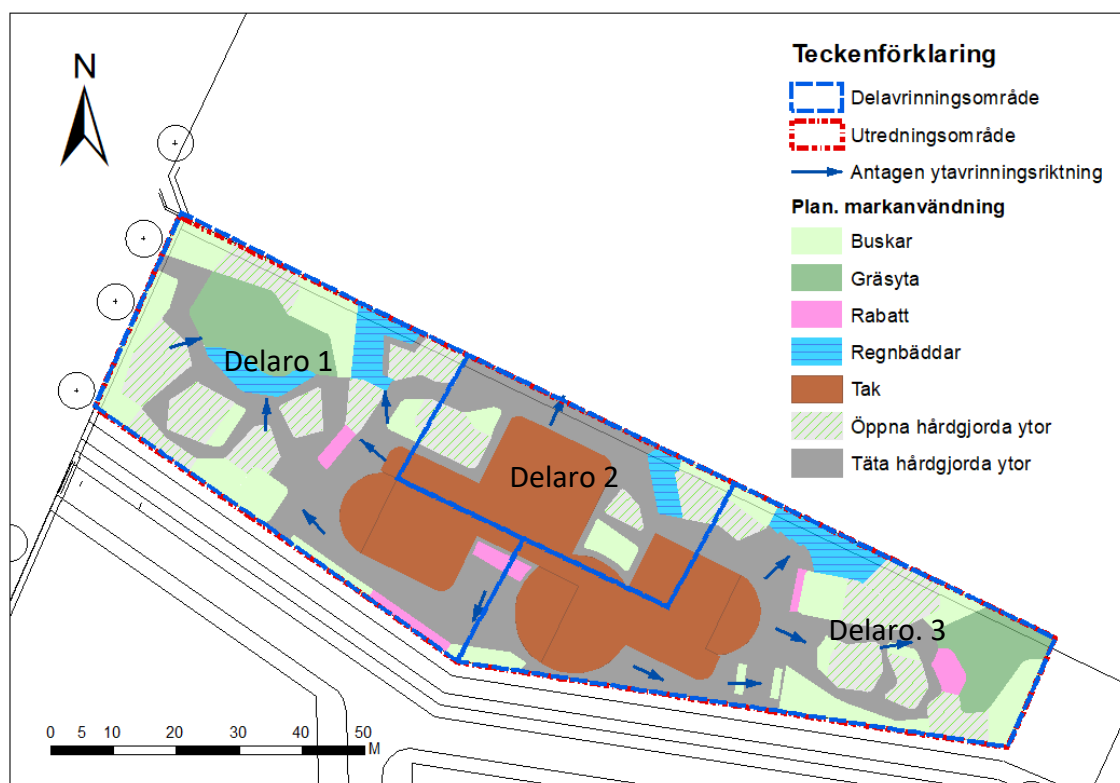 N
Teckenförklaring
Delavrinningsområde
Utredningsområde
Antagen ytavrinningsriktning
Plan. markanvändning
Buskar
Gräsyta
Rabatt
Regnbäddar
Tak
Öppna hårdgjorda ytor
Täta hårdgjorda ytor
Delaro 1
Delaro 2
Delaro. 3
0 5 10 20 30 40 50
M